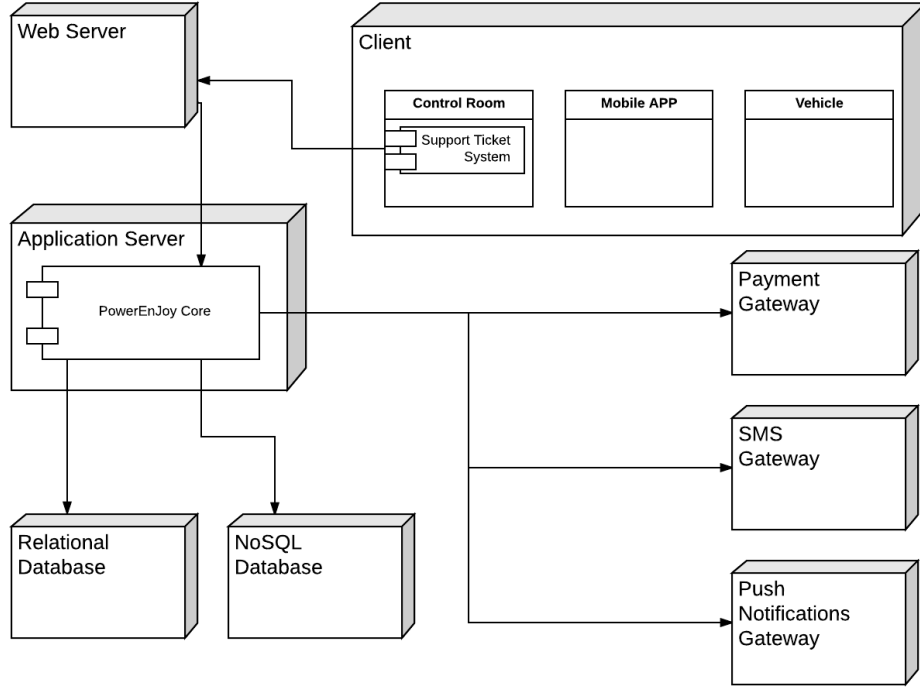 Web Server
Client
Control Room
Mobile APP
Vehicle
Support Ticket
System
Application Server
PowerEnJoy Core
Payment
Gateway
SMS
Gateway
Relational
Database
NoSQL
Database
Push
Notifications
Gateway